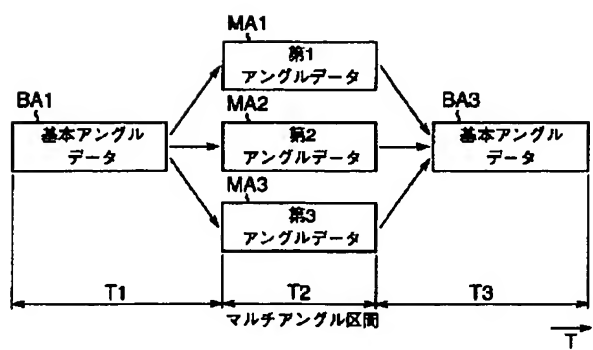 MA1
第1
アングルデータ
BA1
基本アングル
データ
MA2
第2
アングルデータ
BA3
基本アングル
データ
MA3
第3
アングルデータ
T1
T2
T3
マルチアングル区間
T